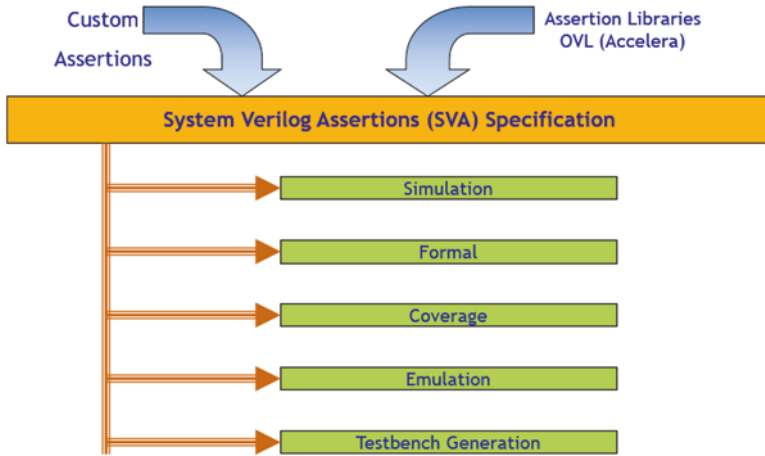 Custom
Assertions
Assertion Libraries
OVL (Accelera)
System Verilog Assertions (SVA) Specification
Simulation
Formal
Coverage
Emulation
Testbench Generation